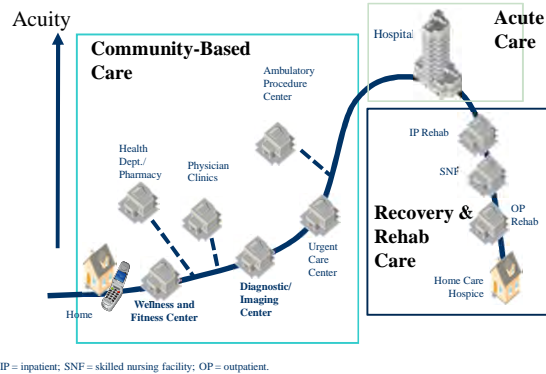 Acuity
Community-Based
Care
Hospital
Acute
Care
Ambulatory
Procedure
Center
Health
Dept./
Pharmacy
Physician
Clinics
IP Rehab
SNF
OP
Rehab
Recovery &
Rehab
Care
Urgent
Care
Center
Diagnostic/
Imaging
Center
Home Care
Hospice
Home
Wellness and
Fitness Center
IP = inpatient; SNF = skilled nursing facility; OP = outpatient.